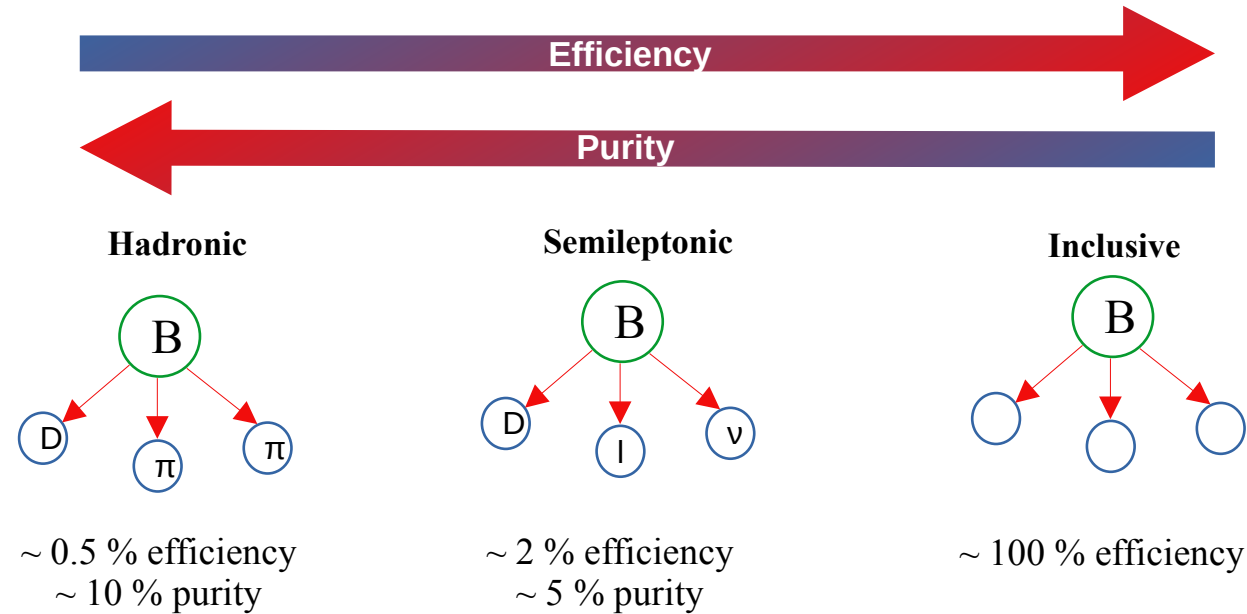 Efficiency
Purity
Hadronic
Semileptonic
Inclusive
B
B
B
D
π
π
D
l
ν
~ 0.5 % efficiency
~ 10 % purity
~ 2 % efficiency
~ 5 % purity
~ 100 % efficiency